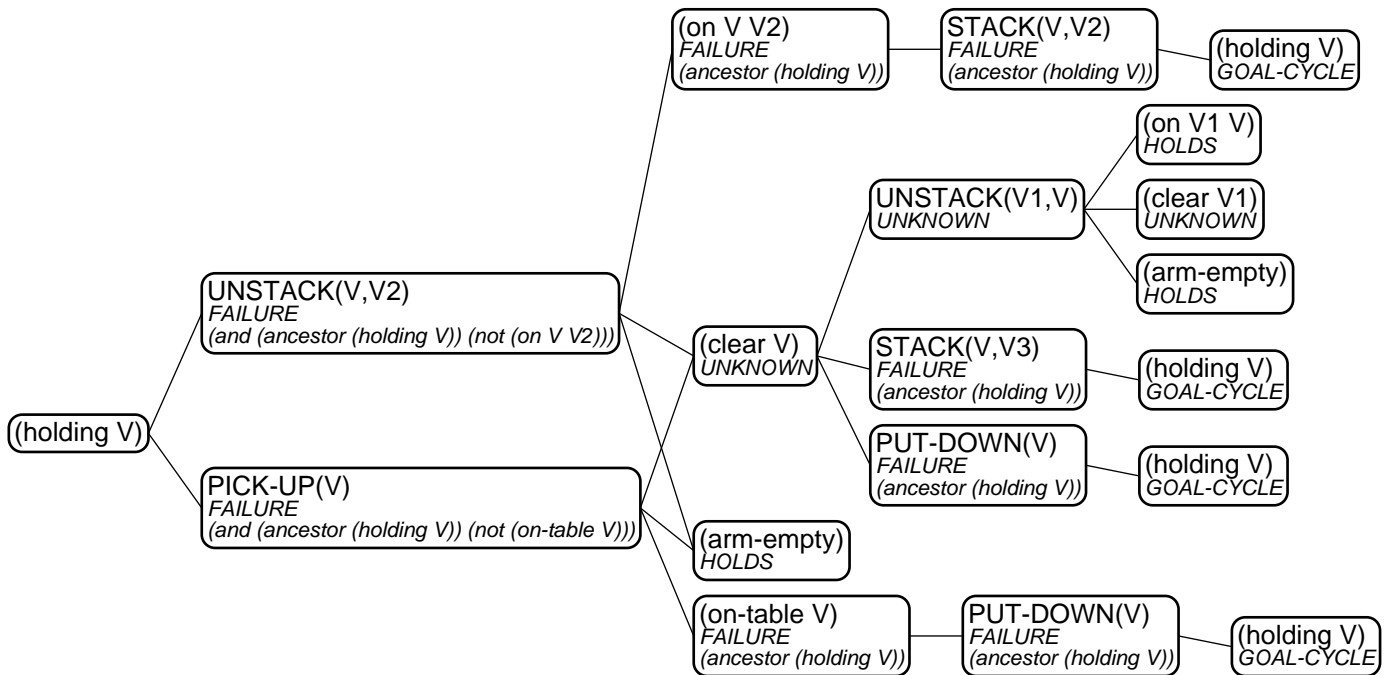 (on V V2)
FAILURE
(ancestor (holding V))
STACK(V,V2)
FAILURE
(ancestor (holding V))
(holding V)
GOAL-CYCLE
(on V1 V)
HOLDS
UNSTACK(V1,V)
UNKNOWN
(clear V1)
UNKNOWN
(arm-empty)
HOLDS
UNSTACK(V,V2)
FAILURE
(and (ancestor (holding V)) (not (on V V2)))
(clear V)
UNKNOWN
STACK(V,V3)
FAILURE
(ancestor (holding V))
(holding V)
GOAL-CYCLE
(holding V)
PUT-DOWN(V)
FAILURE
(ancestor (holding V))
(holding V)
GOAL-CYCLE
PICK-UP(V)
FAILURE
(and (ancestor (holding V)) (not (on-table V)))
(arm-empty)
HOLDS
(on-table V)
FAILURE
(ancestor (holding V))
PUT-DOWN(V)
FAILURE
(ancestor (holding V))
(holding V)
GOAL-CYCLE